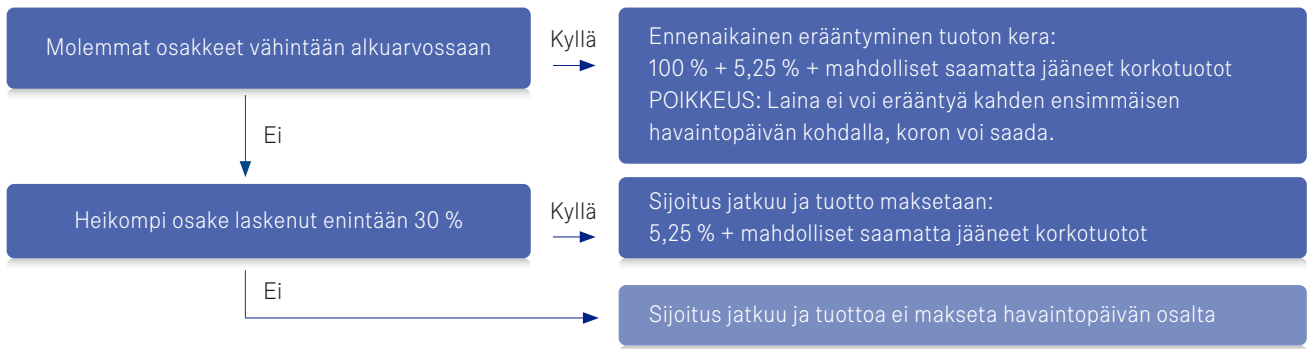 Molemmat osakkeet vähintään alkuarvossaan
Kyllä
Ennenaikainen erääntyminen tuoton kera:
100 % + 5,25 % + mahdolliset saamatta jääneet korkotuotot
POIKKEUS: Laina ei voi erääntyä kahden ensimmäisen
havaintopäivän kohdalla, koron voi saada.
Ei
Heikompi osake laskenut enintään 30 %
Kyllä
Sijoitus jatkuu ja tuotto maksetaan:
5,25 % + mahdolliset saamatta jääneet korkotuotot
Ei
Sijoitus jatkuu ja tuottoa ei makseta havaintopäivän osalta